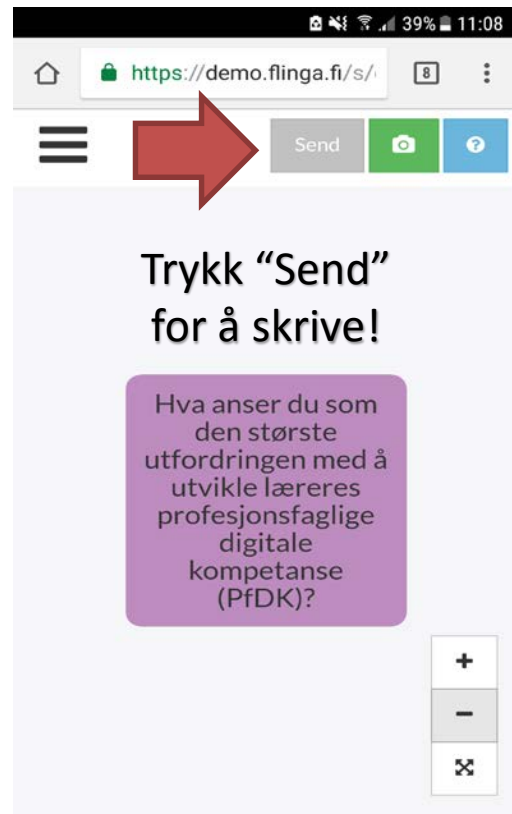 39% 11:08
https://demo.flinga.fi/s/
8
Send
Trykk “Send”
for å skrive!
Hva anser du som
den største
utfordringen med å
utvikle læreres
profesjonsfaglige
digitale
kompetanse
(PfDK)?